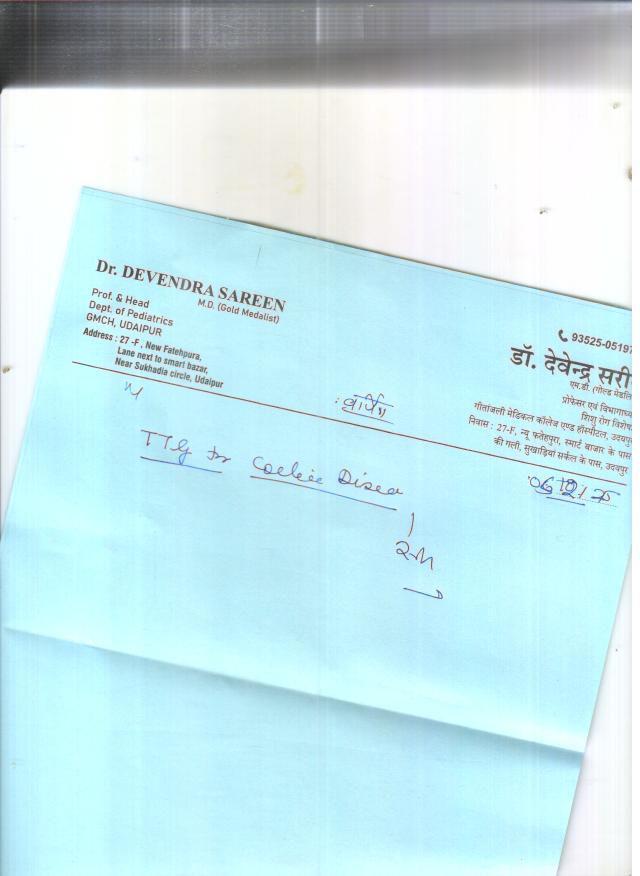 Dr. DEVENDRA SAREEN
M.D. (Gold Medalist)
Prof. & Head
Dept. of Pediatrics
GMCH, UDAIPUR
Address : 27 -F, New Fatehpura,
Lane next to smart bazar,
Near Sukhadia circle, Udaipur
93525-05197
डॉ. देवेन्द्र सरी
एम.डी. (गोल्ड मेडलि
प्रोफेसर एवं विभागाध्य
शिशु रोग विशेष
गीतांजली मेडिकल कॉलेज एण्ड हॉस्पीटल, उदयपुर
निवास : 27-F, न्यू फतेहपुरा, स्मार्ट बाजार के पास
की गली, सुखाड़िया सर्कल के पास, उदयपुर
TTG for Coeliac Disea